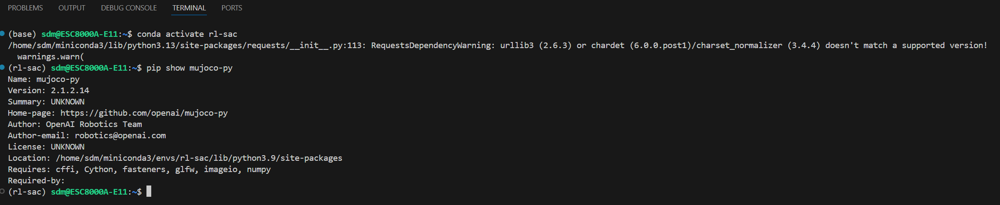 PROBLEMS OUTPUT DEBUG CONSOLE TERMINAL PORTS
(base) sdm@ESC8000A-E11:~$ conda activate rl-sac
/home/sdm/miniconda3/lib/python3.13/site-packages/requests/__init__.py:113: RequestsDependencyWarning: urllib3 (2.6.3) or chardet (6.0.0.post1)/charset_normalizer (3.4.4) doesn't match a supported version!
  warnings.warn(
(rl-sac) sdm@ESC8000A-E11:~$ pip show mujoco-py
Name: mujoco-py
Version: 2.1.2.14
Summary: UNKNOWN
Home-page: https://github.com/openai/mujoco-py
Author: OpenAI Robotics Team
Author-email: robotics@openai.com
License: UNKNOWN
Location: /home/sdm/miniconda3/envs/rl-sac/lib/python3.9/site-packages
Requires: cffi, Cython, fasteners, glfw, imageio, numpy
Required-by:
(rl-sac) sdm@ESC8000A-E11:~$